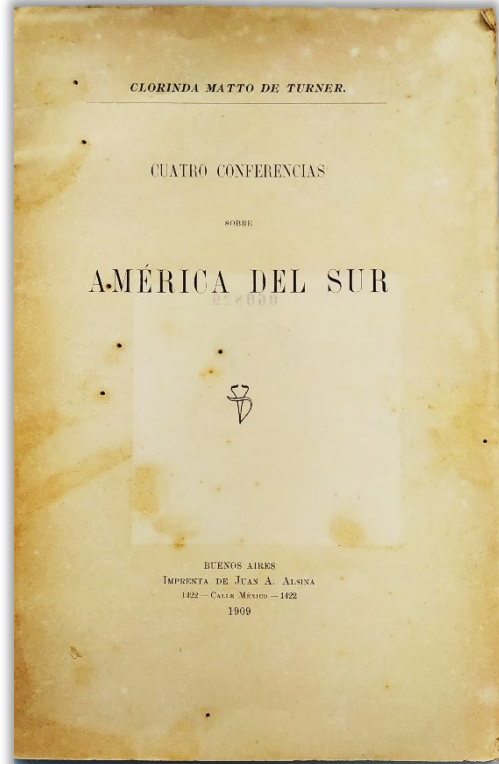 CLORINDA MATTO DE TURNER.
CUATRO CONFERENCIAS
SOBRE
AMÉRICA DEL SUR
BUENOS AIRES
IMPRENTA DE JUAN A. ALSINA
1422 — CALLE MÉXICO — 1422
1909